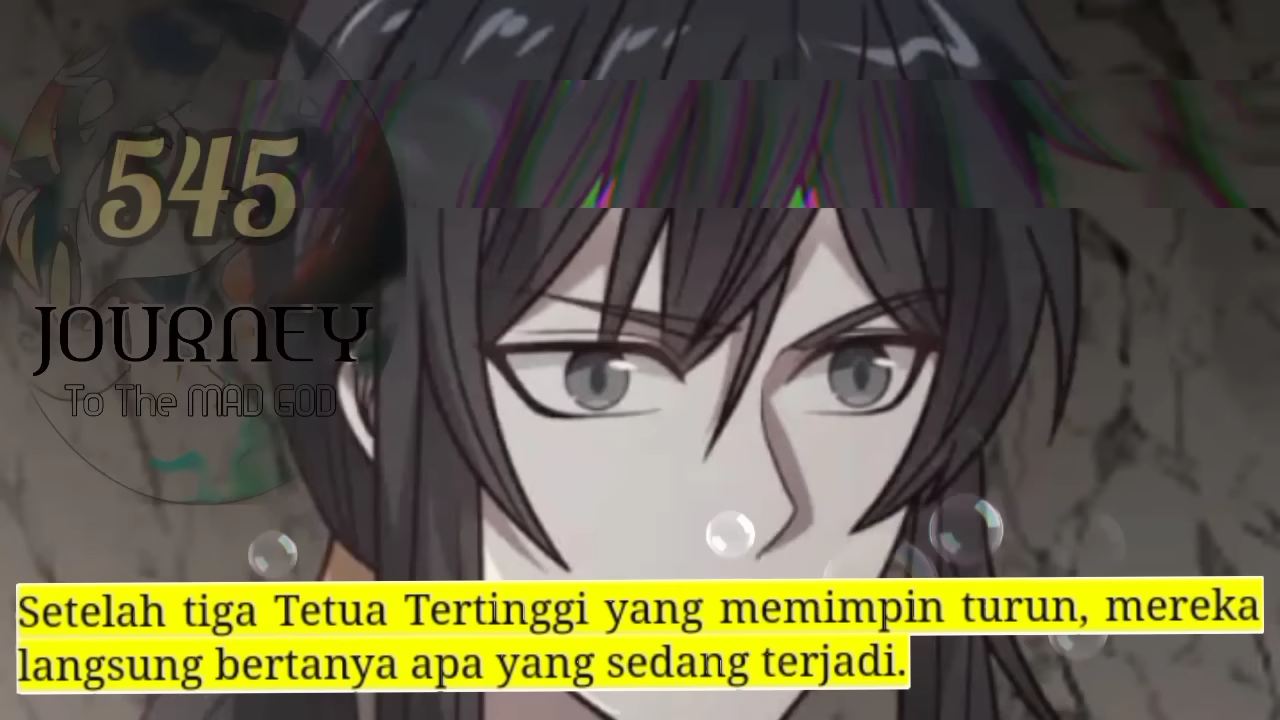 545
JOURNEY
To The MAD GOD
Setelah tiga Tetua Tertinggi yang memimpin turun, mereka
langsung bertanya apa yang sedang terjadi.